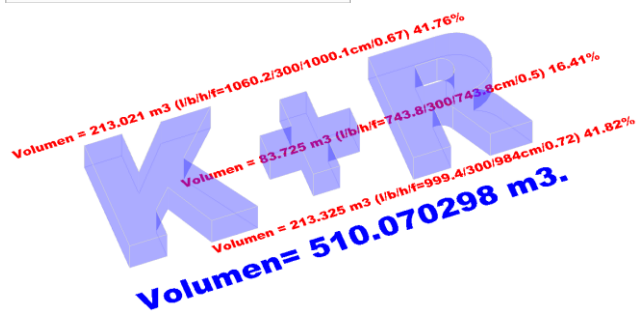 K+R
Volumen = 213.021 m3 (l/b/h/f=1060.2/300/1000.1cm/0.67) 41.76%
Volumen = 83.725 m3 (l/b/h/f=743.8/300/743.8cm/0.5) 16.41%
Volumen = 213.325 m3 (l/b/h/f=999.4/300/984cm/0.72) 41.82%
Volumen= 510.070298 m3.